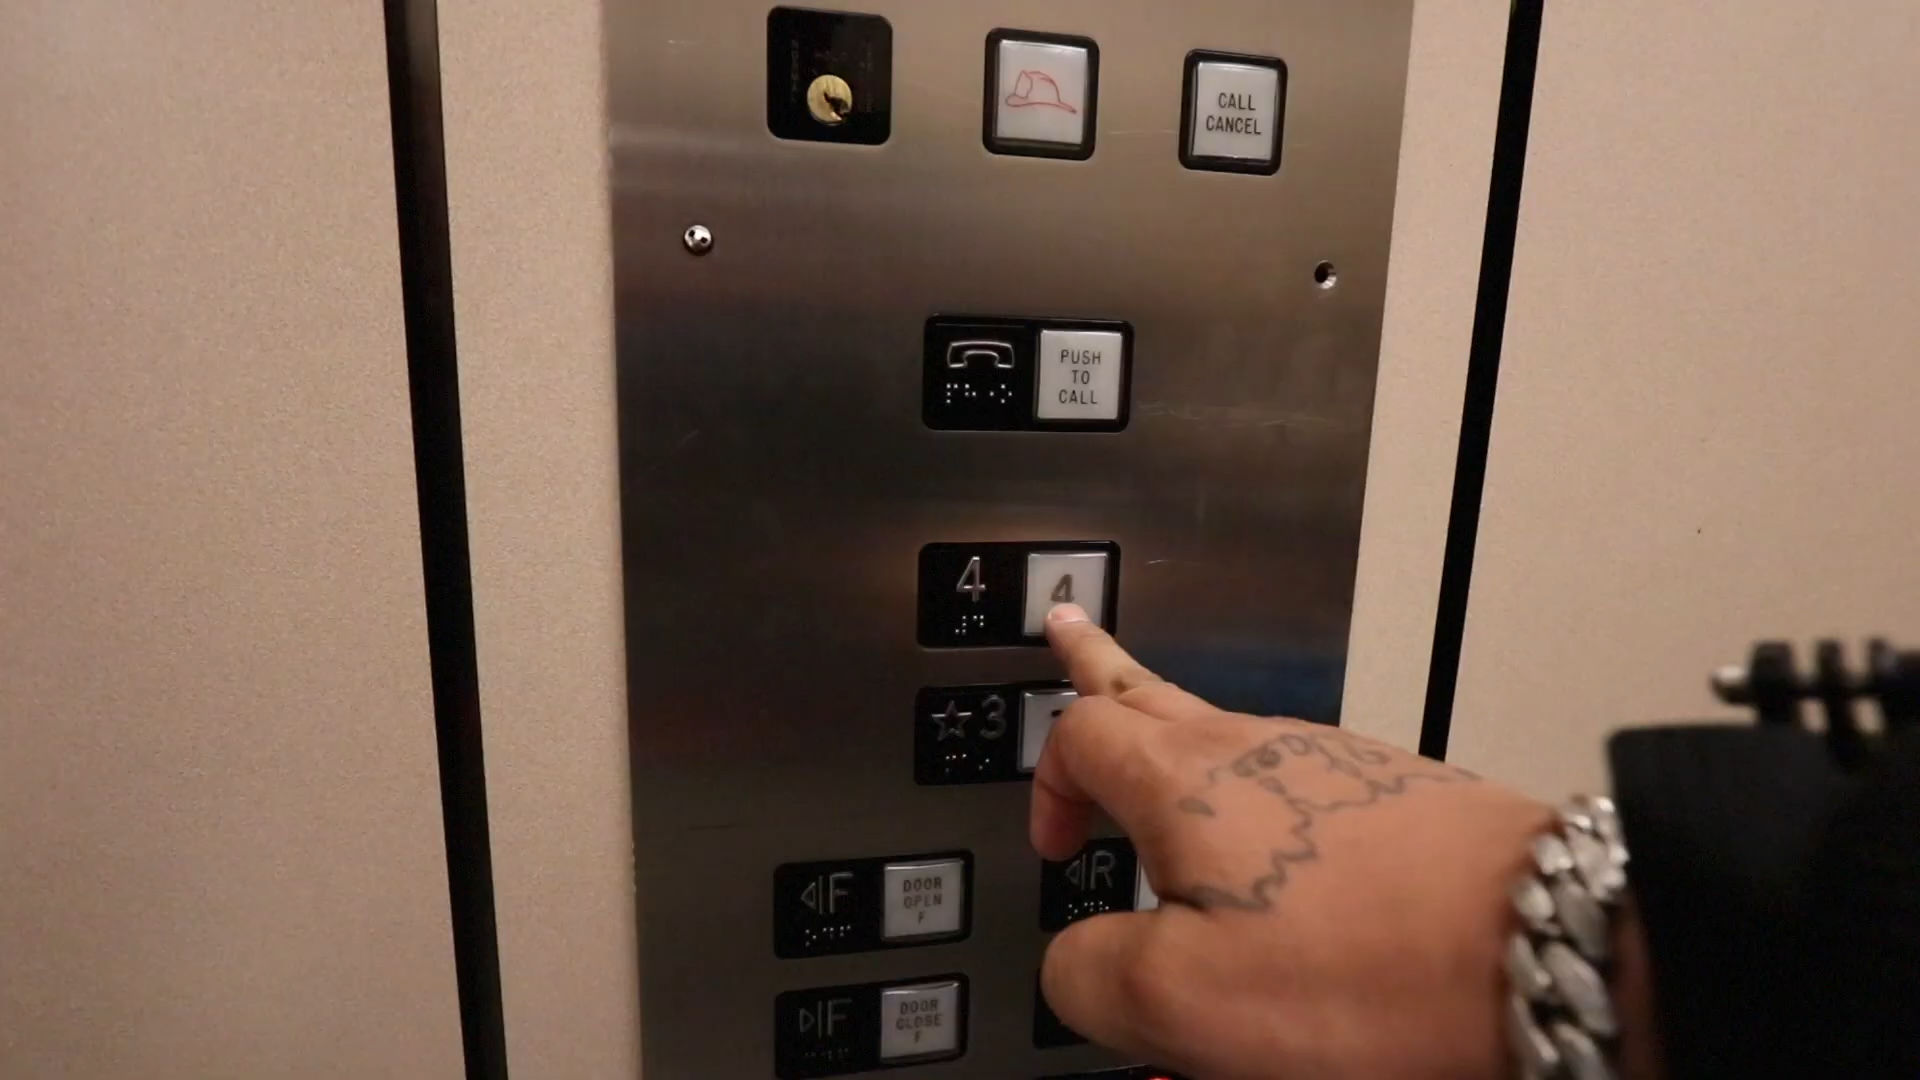 CALL
CANCEL
PUSH
TO
CALL
4
4
☆3
◁|F
DOOR
OPEN
F
◁|R
▷|F
DOOR
CLOSE
F